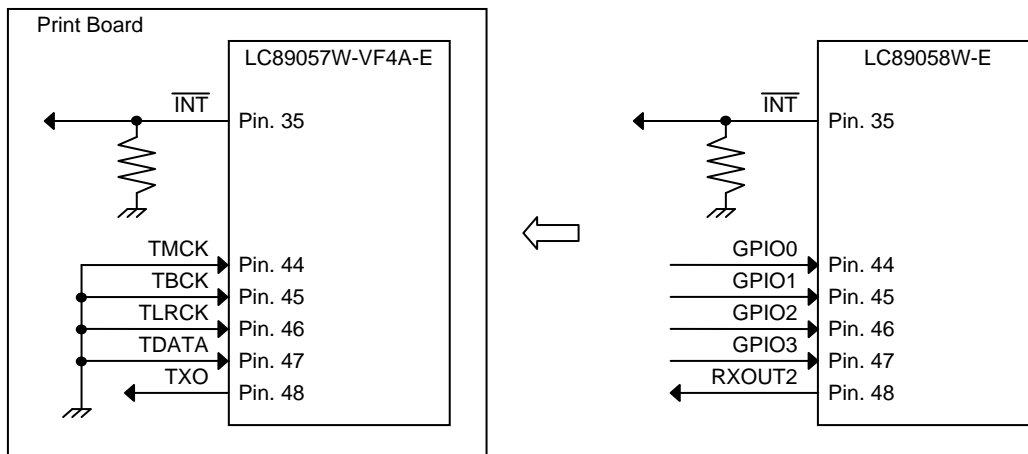 Print Board
LC89057W-VF4A-E
INT
Pin. 35
TMCK
Pin. 44
TBCK
Pin. 45
TLRCK
Pin. 46
TDATA
Pin. 47
TXO
Pin. 48
LC89058W-E
INT
Pin. 35
GPIO0
Pin. 44
GPIO1
Pin. 45
GPIO2
Pin. 46
GPIO3
Pin. 47
RXOUT2
Pin. 48